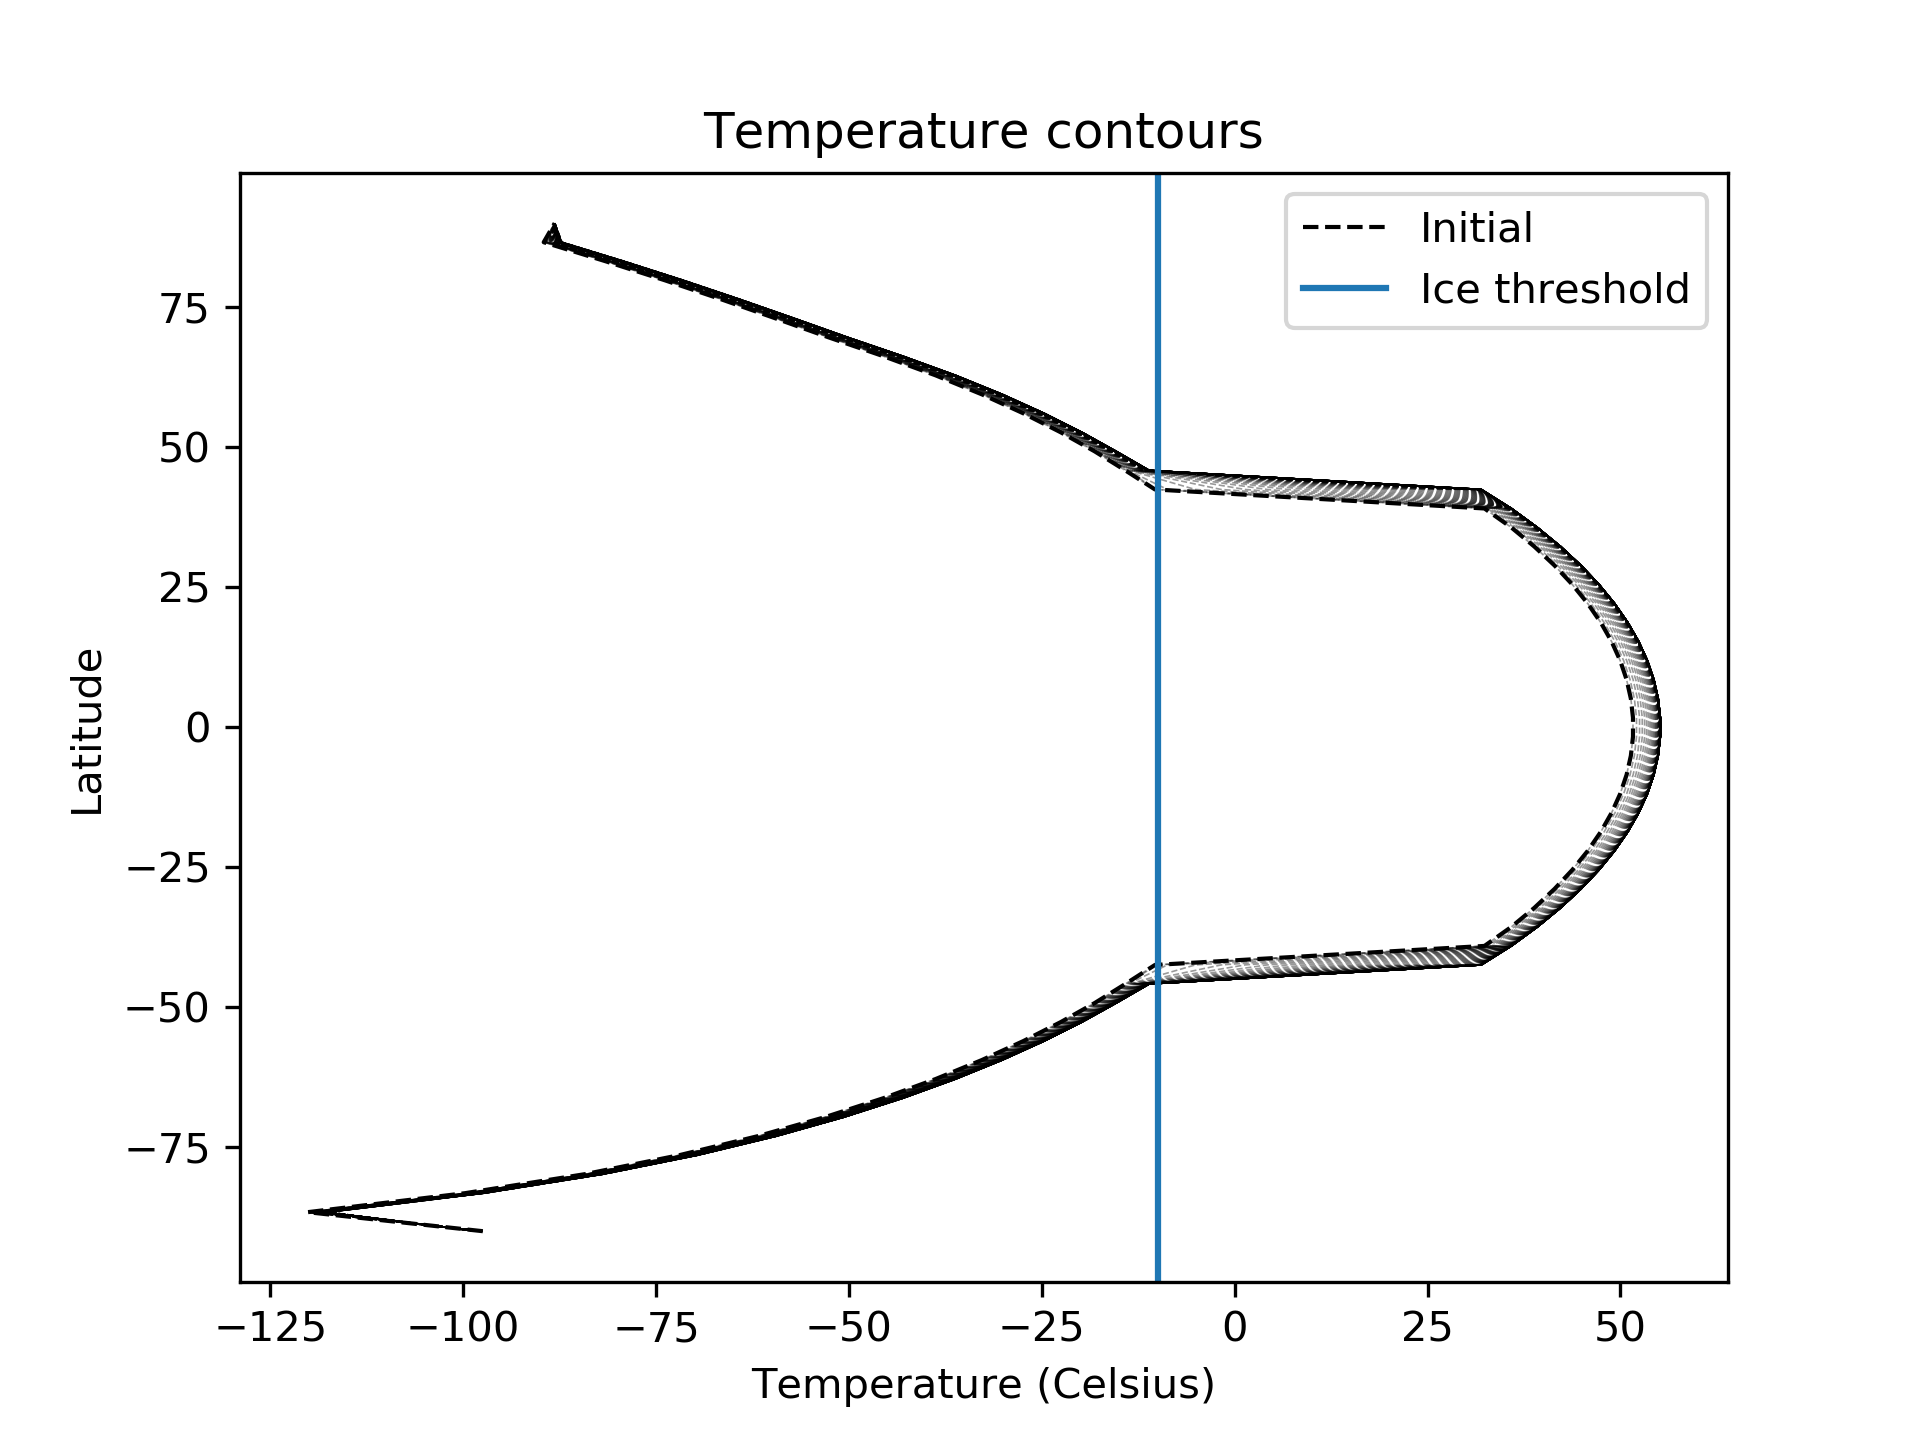 Temperature contours
Initial
Ice threshold
75
50
25
0
−25
−50
−75
Latitude
−125 −100 −75 −50 −25 0 25 50
Temperature (Celsius)